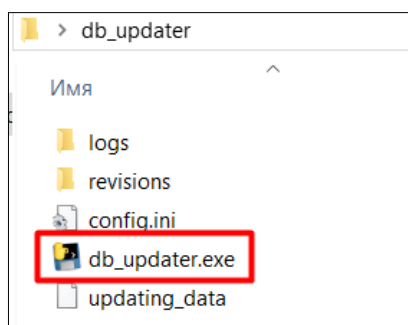 > db_updater
Имя
logs
revisions
config.ini
db_updater.exe
updating_data